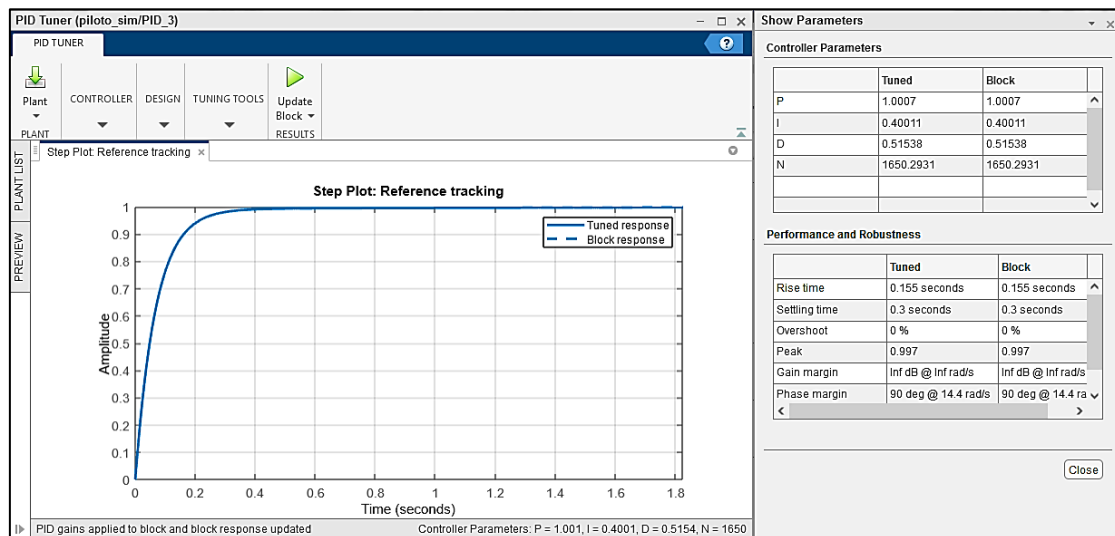 PID Tuner (piloto_sim/PID_3)
PID TUNER
?
Plant
CONTROLLER
DESIGN
TUNING TOOLS
Update
Block
PLANT
RESULTS
PLANT LIST
PREVIEW
Step Plot: Reference tracking
Step Plot: Reference tracking
Tuned response
Block response
Amplitude
1
0.9
0.8
0.7
0.6
0.5
0.4
0.3
0.2
0.1
0
0 0.2 0.4 0.6 0.8 1 1.2 1.4 1.6 1.8
Time (seconds)
PID gains applied to block and block response updated
Controller Parameters: P = 1.001, I = 0.4001, D = 0.5154, N = 1650
Show Parameters
Controller Parameters
Tuned Block
P 1.0007 1.0007
I 0.40011 0.40011
D 0.51538 0.51538
N 1650.2931 1650.2931
Performance and Robustness
Tuned Block
Rise time 0.155 seconds 0.155 seconds
Settling time 0.3 seconds 0.3 seconds
Overshoot 0 % 0 %
Peak 0.997 0.997
Gain margin Inf dB @ Inf rad/s Inf dB @ Inf rad/s
Phase margin 90 deg @ 14.4 rad/s 90 deg @ 14.4 ra
Close